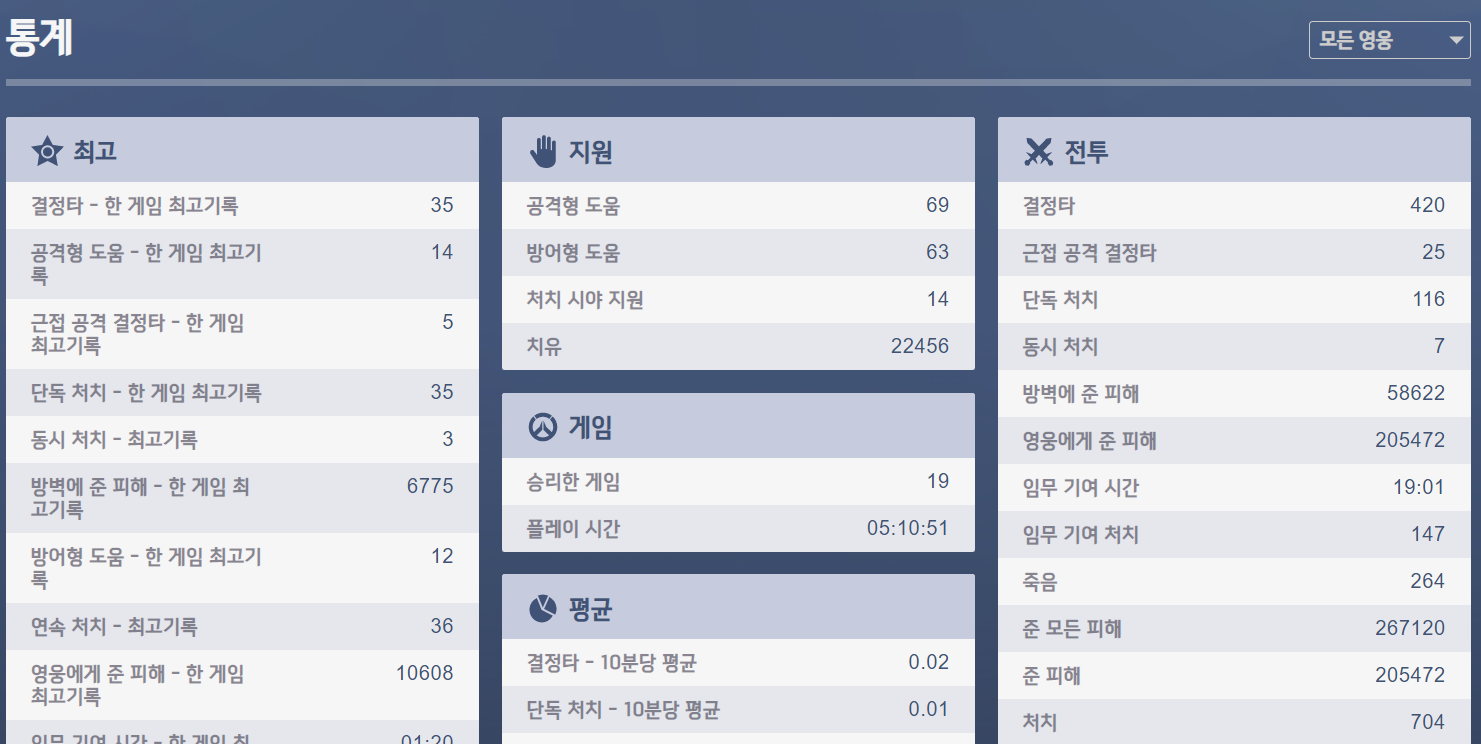 통계
모든 영웅
최고
결정타 - 한 게임 최고기록 35
공격형 도움 - 한 게임 최고기 14
록
근접 공격 결정타 - 한 게임 5
최고기록
단독 처치 - 한 게임 최고기록 35
동시 처치 - 최고기록 3
방벽에 준 피해 - 한 게임 최 6775
고기록
방어형 도움 - 한 게임 최고기 12
록
연속 처치 - 최고기록 36
영웅에게 준 피해 - 한 게임 10608
최고기록
임무 기여 시간 - 한 게임 최 01:20
지원
공격형 도움 69
방어형 도움 63
처치 시야 지원 14
치유 22456
게임
승리한 게임 19
플레이 시간 05:10:51
평균
결정타 - 10분당 평균 0.02
단독 처치 - 10분당 평균 0.01
전투
결정타 420
근접 공격 결정타 25
단독 처치 116
동시 처치 7
방벽에 준 피해 58622
영웅에게 준 피해 205472
임무 기여 시간 19:01
임무 기여 처치 147
죽음 264
준 모든 피해 267120
준 피해 205472
처치 704